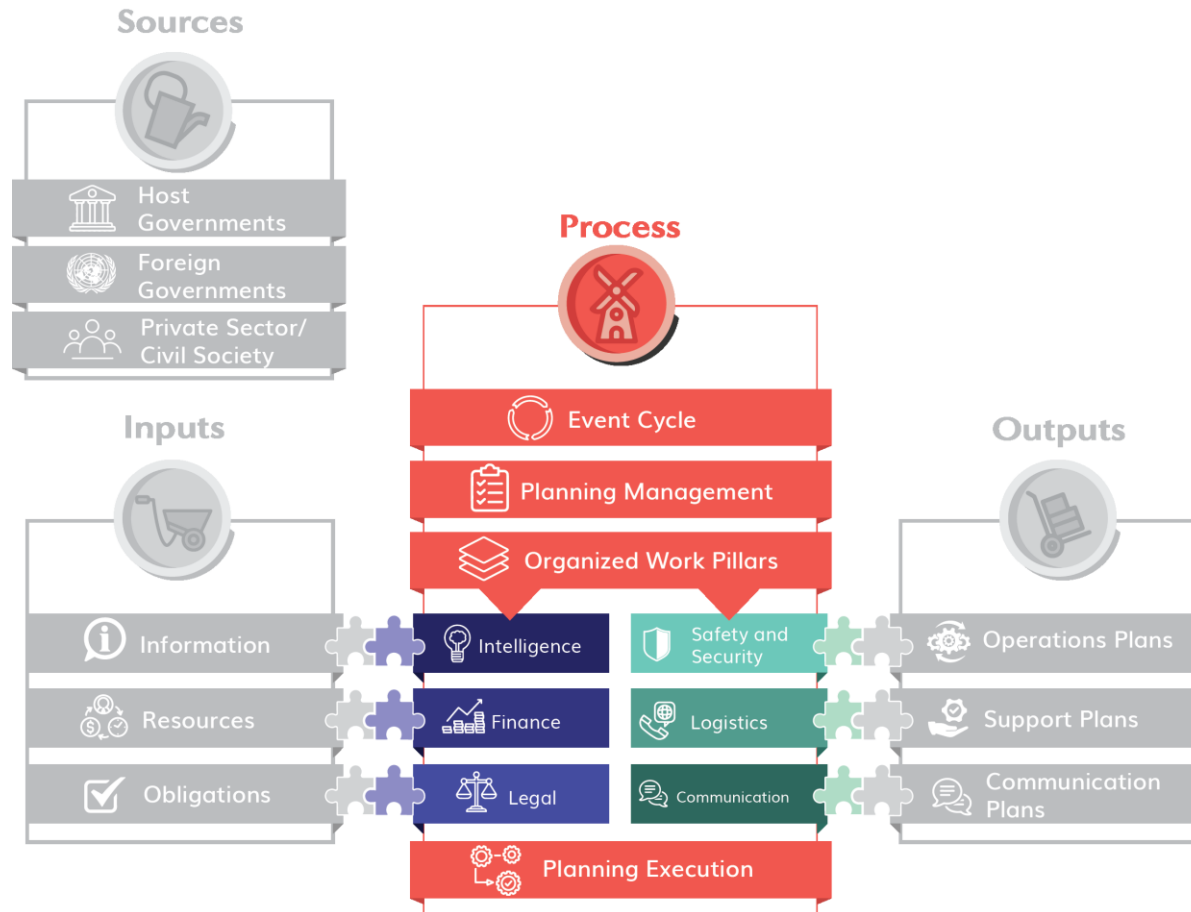 Sources
Host
Governments
Foreign
Governments
Private Sector/
Civil Society
Process
Event Cycle
Planning Management
Organized Work Pillars
Inputs
Information
Resources
Obligations
Intelligence
Finance
Legal
Safety and
Security
Logistics
Communication
Outputs
Operations Plans
Support Plans
Communication
Plans
Planning Execution